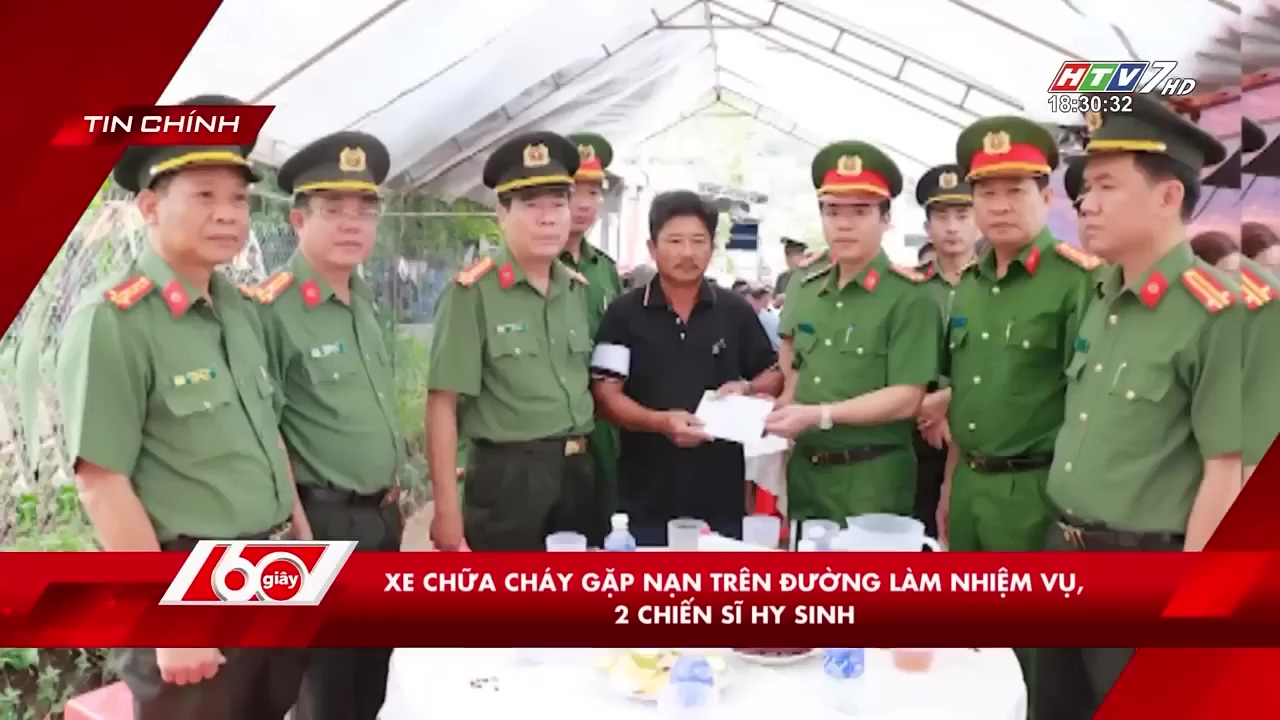 HTV7 HD
18:30:32
TIN CHÍNH
60 giây
XE CHỮA CHÁY GẶP NẠN TRÊN ĐƯỜNG LÀM NHIỆM VỤ,
2 CHIẾN SĨ HY SINH